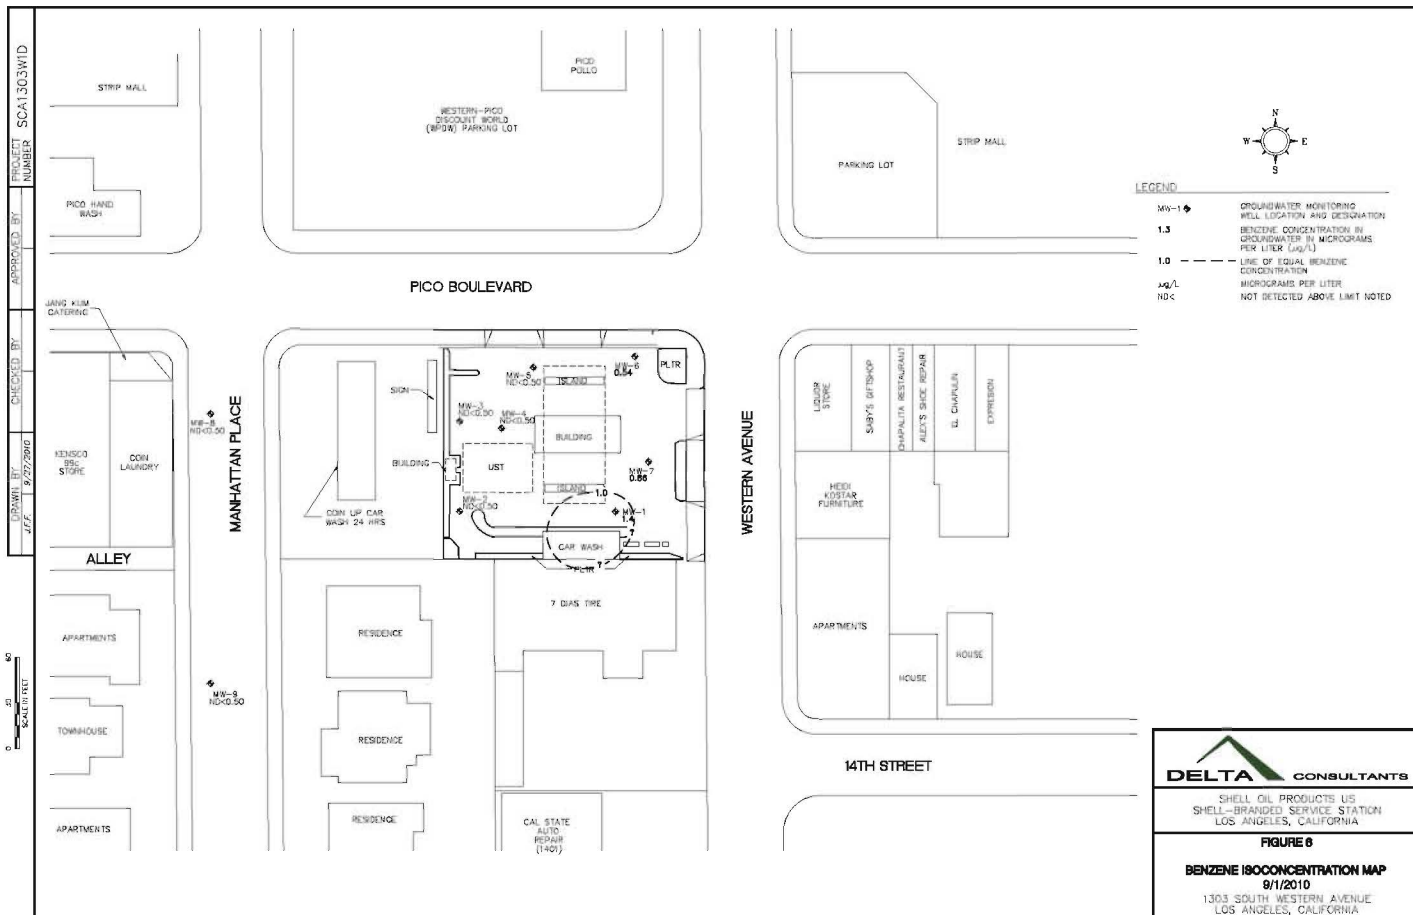 PROJECT NUMBER SCA1303W1D
APPROVED BY
CHECKED BY
DRAWN BY J.F.F. 9/27/2010
STRIP MALL
PICO HAND
WASH
WESTERN-PICO
DISCOUNT WORLD
(WPDW) PARKING LOT
PICO
POLLO
PARKING LOT
STRIP MALL
N
W
E
S
LEGEND
MW-1
GROUNDWATER MONITORING
WELL LOCATION AND DESIGNATION
1.3
BENZENE CONCENTRATION IN
GROUNDWATER IN MICROGRAMS
PER LITER (µg/L)
1.0
LINE OF EQUAL BENZENE
CONCENTRATION
µg/L
MICROGRAMS PER LITER
ND<
NOT DETECTED ABOVE LIMIT NOTED
PICO BOULEVARD
JANG KUM
CATERING
KENSCO
99c
STORE
COIN
LAUNDRY
MW-8
ND<0.50
MANHATTAN PLACE
SIGN
BUILDING
COIN UP CAR
WASH 24 HRS
MW-5
ND<0.50
ISLAND
MW-6
0.54
PLTR
MW-3
ND<0.50
MW-4
ND<0.50
BUILDING
UST
MW-7
ISLAND
1.0
MW-2
ND<0.50
MW-1
1.4
?
CAR WASH
?
PLTR
WESTERN AVENUE
LIQUOR
STORE
SABY'S GIFTSHOP
CHAPALITA RESTAURANT
ALEX'S SHOE REPAIR
EL CHAPULIN
EXPRESION
HEIDI
KOSTAR
FURNITURE
ALLEY
7 DIAS TIRE
APARTMENTS
RESIDENCE
APARTMENTS
HOUSE
HOUSE
MW-9
ND<0.50
TOWNHOUSE
RESIDENCE
14TH STREET
APARTMENTS
RESIDENCE
CAL STATE
AUTO
REPAIR
(1401)
0 30 60
SCALE IN FEET
DELTA CONSULTANTS
SHELL OIL PRODUCTS US
SHELL-BRANDED SERVICE STATION
LOS ANGELES, CALIFORNIA
FIGURE 6
BENZENE ISOCONCENTRATION MAP
9/1/2010
1303 SOUTH WESTERN AVENUE
LOS ANGELES, CALIFORNIA